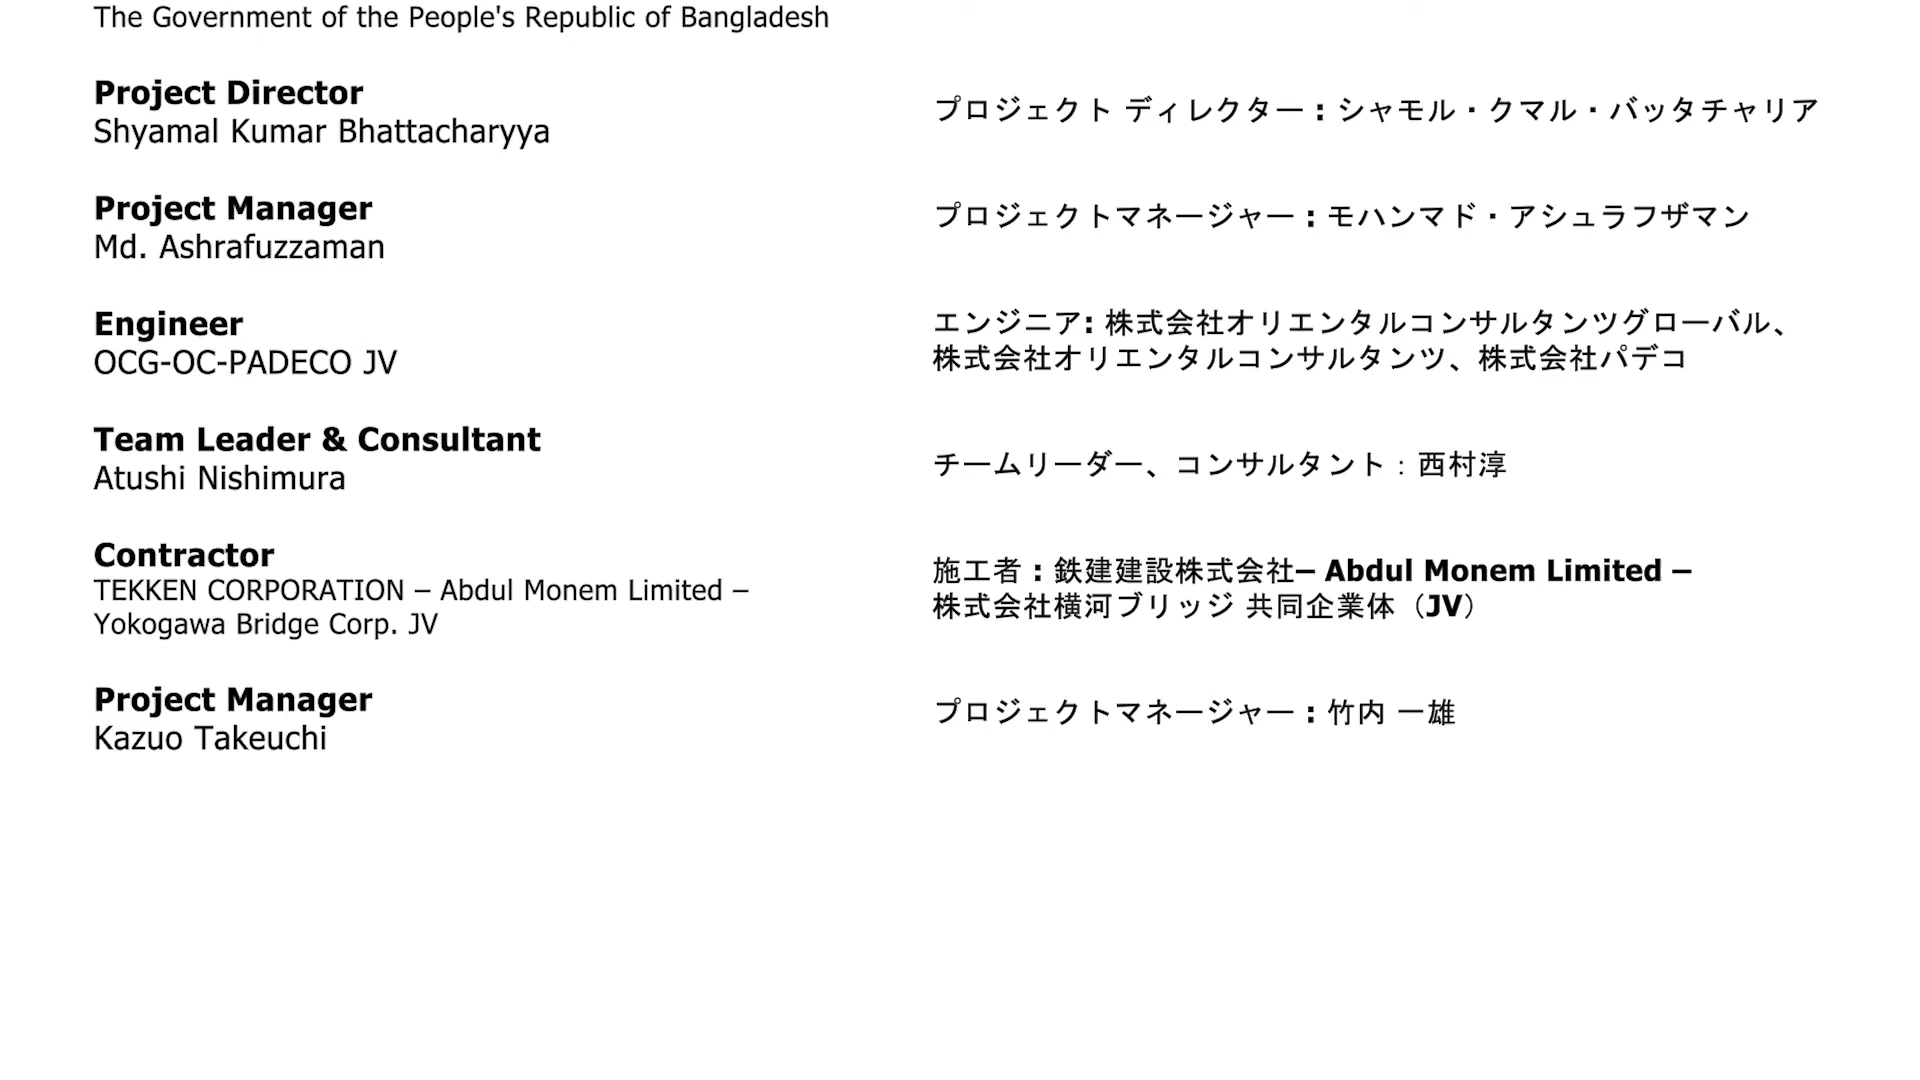 The Government of the People's Republic of Bangladesh
Project Director
Shyamal Kumar Bhattacharyya
プロジェクト ディレクター : シャモル・クマル・バッタチャリア
Project Manager
Md. Ashrafuzzaman
プロジェクトマネージャー : モハンマド・アシュラフザマン
Engineer
OCG-OC-PADECO JV
エンジニア: 株式会社オリエンタルコンサルタンツグローバル、
株式会社オリエンタルコンサルタンツ、株式会社パデコ
Team Leader & Consultant
Atushi Nishimura
チームリーダー、コンサルタント：西村淳
Contractor
TEKKEN CORPORATION – Abdul Monem Limited –
Yokogawa Bridge Corp. JV
施工者 : 鉄建建設株式会社– Abdul Monem Limited –
株式会社横河ブリッジ 共同企業体（JV）
Project Manager
Kazuo Takeuchi
プロジェクトマネージャー : 竹内 一雄